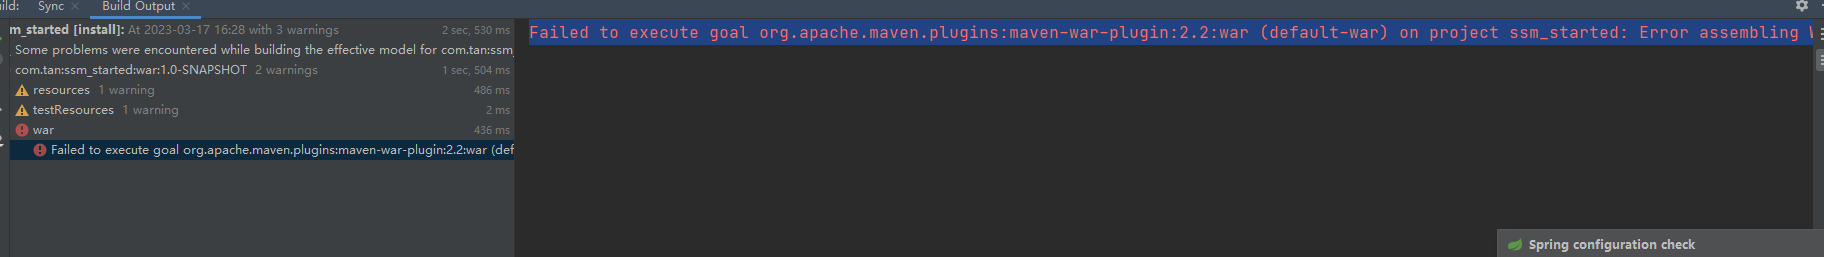 ild: Sync × Build Output ×
m_started [install]: At 2023-03-17 16:28 with 3 warnings 2 sec, 530 ms
Some problems were encountered while building the effective model for com.tan:ssm_
com.tan:ssm_started:war:1.0-SNAPSHOT 2 warnings 1 sec, 504 ms
resources 1 warning 486 ms
testResources 1 warning 2 ms
war 436 ms
Failed to execute goal org.apache.maven.plugins:maven-war-plugin:2.2:war (def
Failed to execute goal org.apache.maven.plugins:maven-war-plugin:2.2:war (default-war) on project ssm_started: Error assembling W
Spring configuration check